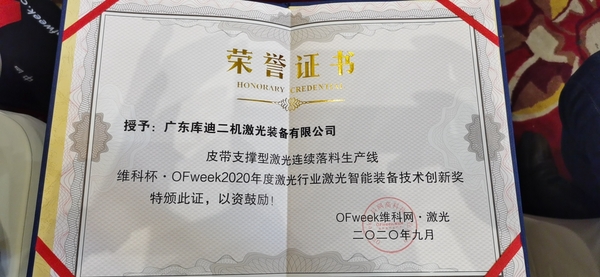 荣誉证书
HONORARY CREDENTIAL
授予：广东库迪二机激光装备有限公司
皮带支撑型激光连续落料生产线
维科杯·OFweek2020年度激光行业激光智能装备技术创新奖
特颁此证，以资鼓励！
OFweek维科网·激光
二〇二〇年九月